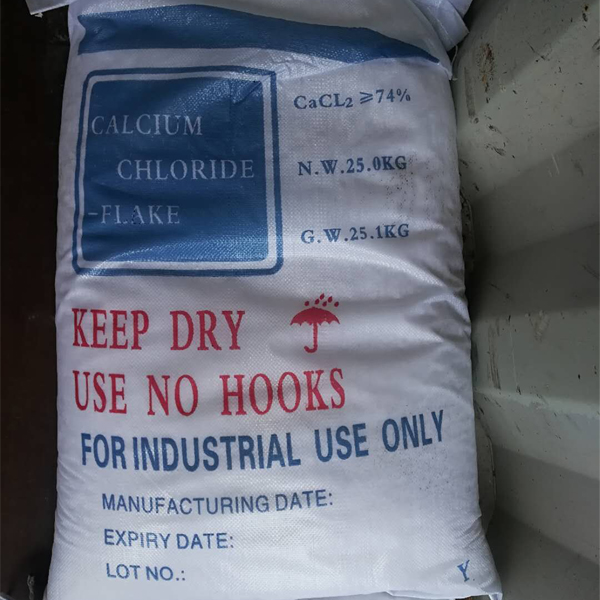 CALCIUM
CHLORIDE
-FLAKE
CaCL₂ ≥74%
N.W.25.0KG
G.W.25.1KG
KEEP DRY
USE NO HOOKS
FOR INDUSTRIAL USE ONLY
MANUFACTURING DATE:
EXPIRY DATE:
LOT NO.:
Y